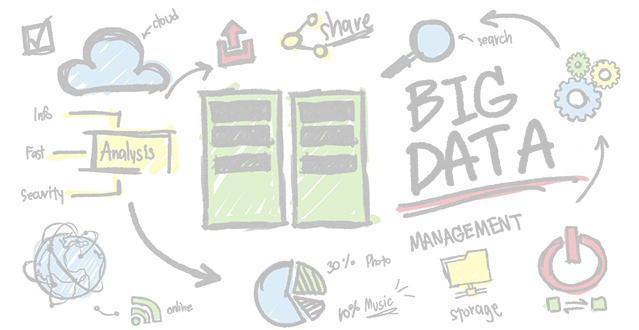 cloud
share
search
BIG
DATA
Info
Fast
Analysis
Security
MANAGEMENT
30% Photo
10% Music
online
storage